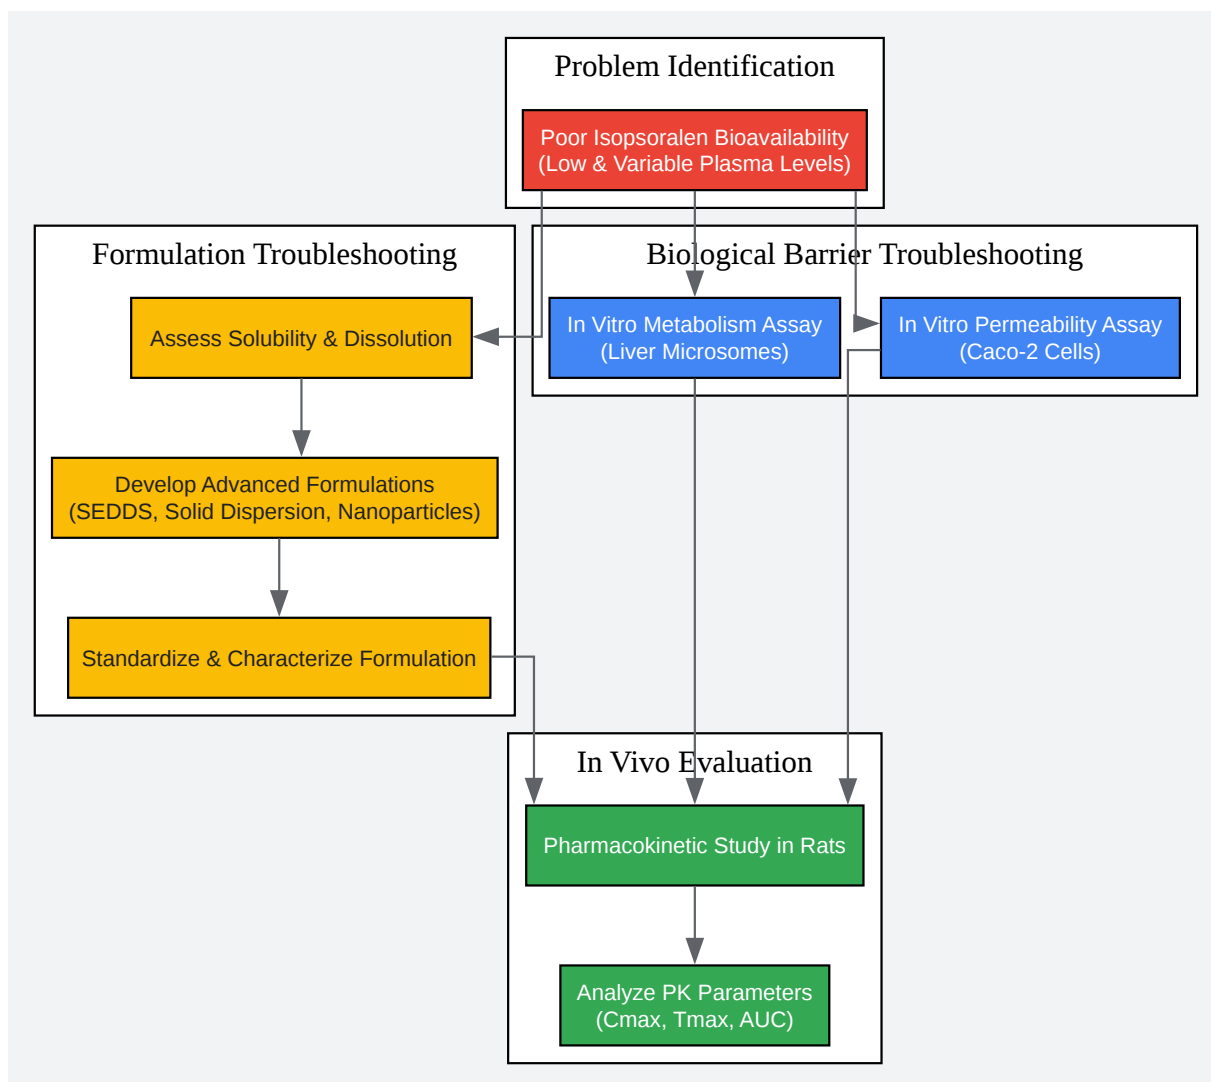 Problem Identification
Poor Isopsoralen Bioavailability
(Low & Variable Plasma Levels)
Formulation Troubleshooting
Assess Solubility & Dissolution
Develop Advanced Formulations
(SEDDS, Solid Dispersion, Nanoparticles)
Standardize & Characterize Formulation
Biological Barrier Troubleshooting
In Vitro Metabolism Assay
(Liver Microsomes)
In Vitro Permeability Assay
(Caco-2 Cells)
In Vivo Evaluation
Pharmacokinetic Study in Rats
Analyze PK Parameters
(Cmax, Tmax, AUC)